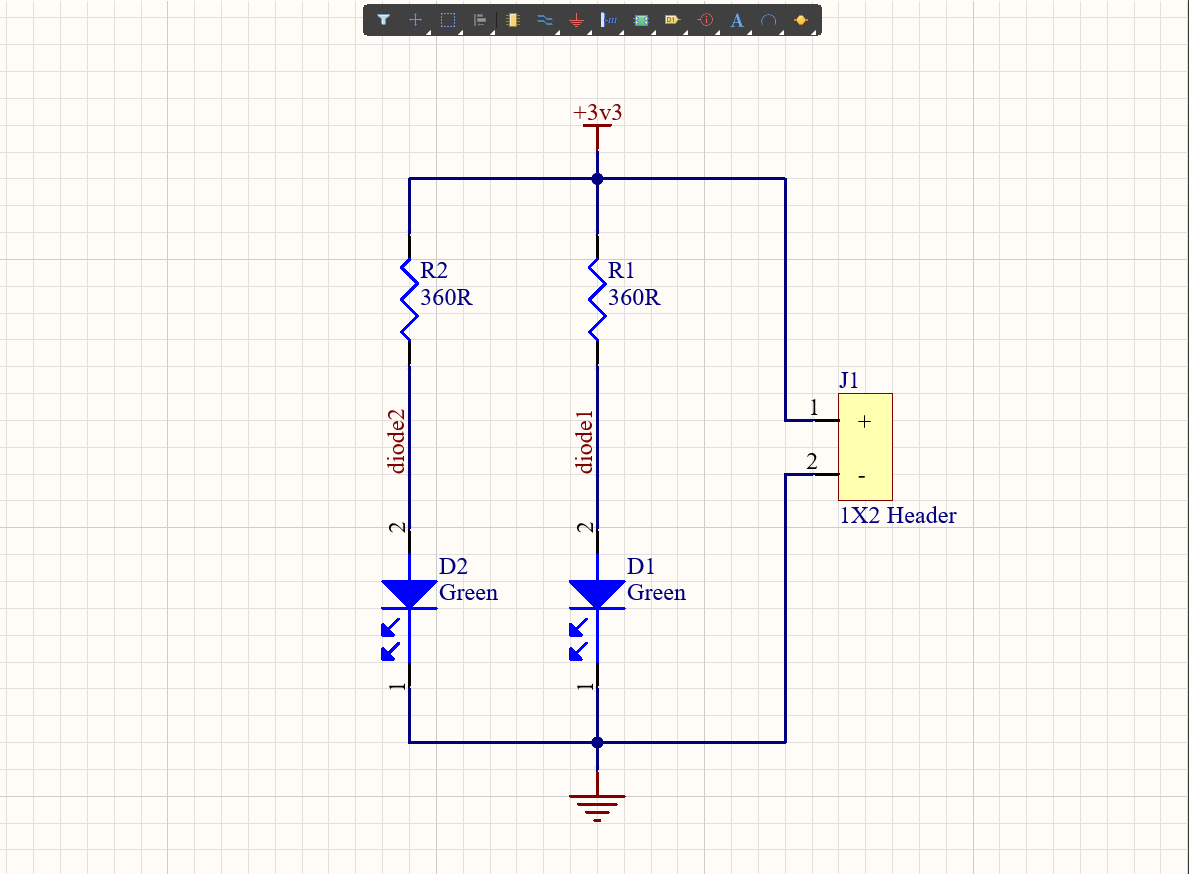 +3v3
R2
360R
R1
360R
J1
1
+
2
-
1X2 Header
diode2
diode1
2
2
D2
Green
D1
Green
1
1